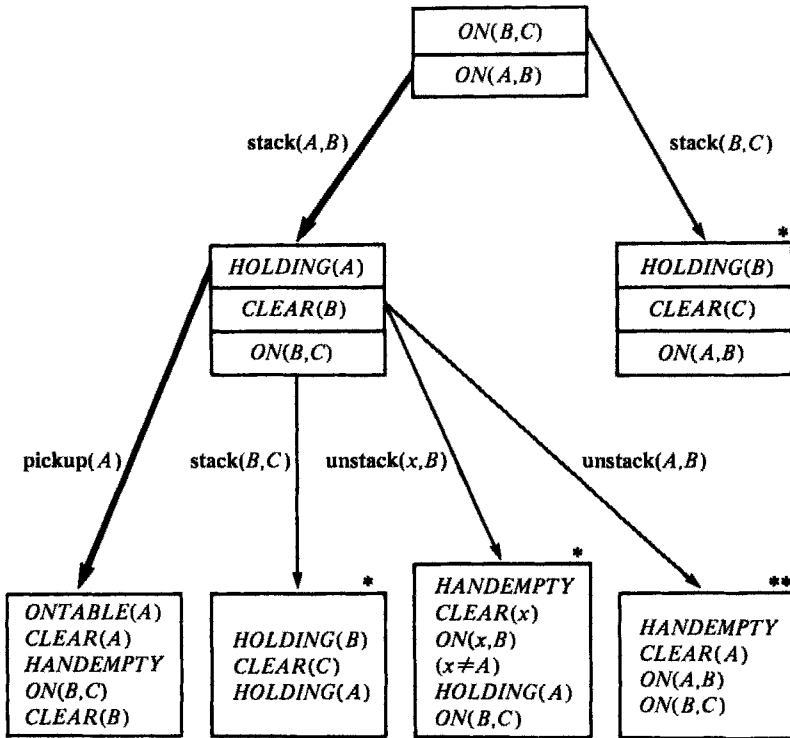 ON(B,C)
ON(A,B)
stack(A,B)
stack(B,C)
*
HOLDING(A)
CLEAR(B)
ON(B,C)
HOLDING(B)
CLEAR(C)
ON(A,B)
pickup(A)
stack(B,C)
unstack(x,B)
unstack(A,B)
ONTABLE(A)
CLEAR(A)
HANDEMPTY
ON(B,C)
CLEAR(B)
*
HOLDING(B)
CLEAR(C)
HOLDING(A)
*
HANDEMPTY
CLEAR(x)
ON(x,B)
(x≠A)
HOLDING(A)
ON(B,C)
**
HANDEMPTY
CLEAR(A)
ON(A,B)
ON(B,C)